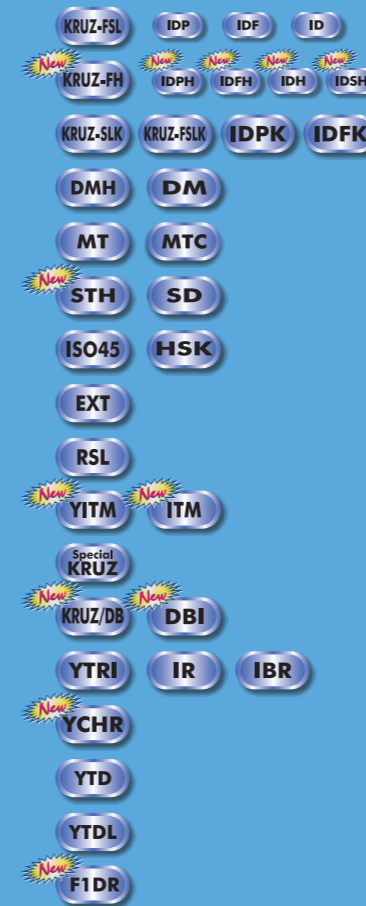 KRUZ-FSL IDP IDF ID
New New New New New
KRUZ-FH IDPH IDFH IDH IDSH
KRUZ-SLK KRUZ-FSLK IDPK IDFK
DMH DM
MT MTC
New
STH SD
ISO45 HSK
EXT
RSL
New New
YITM ITM
Special
KRUZ
New New
KRUZ/DB DBI
YTRI IR IBR
New
YCHR
YTD
YTDL
New
F1DR